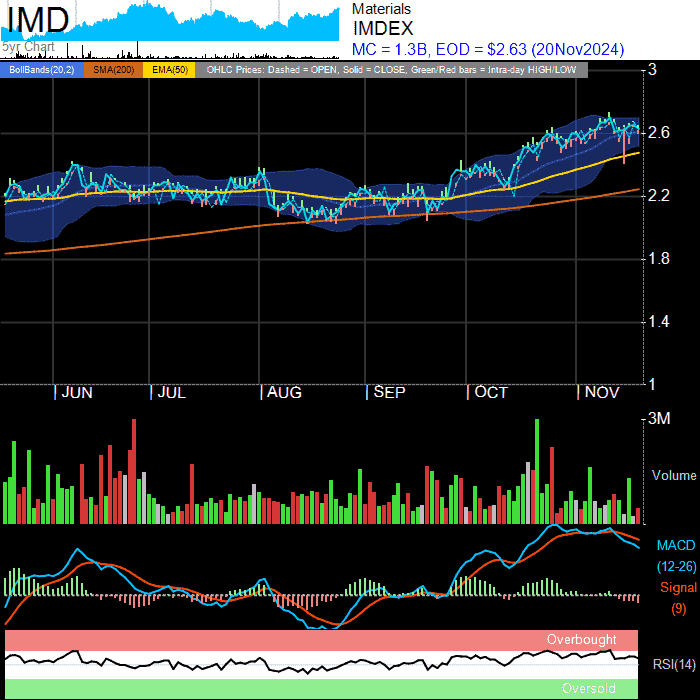 IMD
5yr Chart
Materials
IMDEX
MC = 1.3B, EOD = $2.63 (20Nov2024)
BollBands(20,2) SMA(200) EMA(50) OHLC Prices: Dashed = OPEN, Solid = CLOSE, Green/Red bars = Intra-day HIGH/LOW
3
2.6
2.2
1.8
1.4
1
| JUN | JUL | AUG | SEP | OCT | NOV
3M
Volume
MACD
(12-26)
Signal
(9)
Overbought
RSI(14)
Oversold